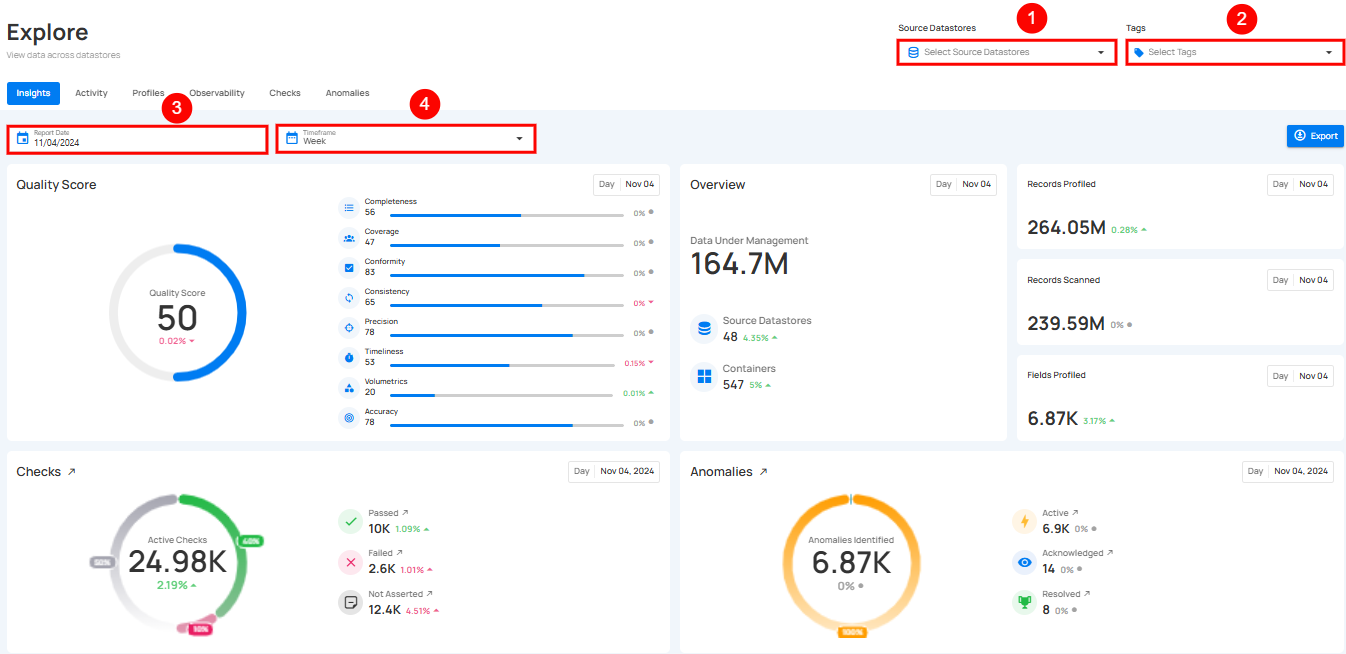 Explore
View data across datastores
Source Datastores
1
Select Source Datastores
Tags
2
Select Tags
Insights
Activity
Profiles
Observability
Checks
Anomalies
3
4
Report Date
11/04/2024
Timeframe
Week
Export
Quality Score
Day Nov 04
Quality Score
50
0.02%
Completeness
56
0%
Coverage
47
0%
Conformity
83
0%
Consistency
65
0%
Precision
78
0%
Timeliness
53
0.15%
Volumetrics
20
0.01%
Accuracy
78
0%
Overview
Day Nov 04
Data Under Management
164.7M
Source Datastores
48 4.35%
Containers
547 5%
Records Profiled
Day Nov 04
264.05M 0.28%
Records Scanned
Day Nov 04
239.59M 0%
Fields Profiled
Day Nov 04
6.87K 3.17%
Checks
Day Nov 04, 2024
Active Checks
24.98K
2.19%
40%
50%
10%
Passed
10K 1.09%
Failed
2.6K 1.01%
Not Asserted
12.4K 4.51%
Anomalies
Day Nov 04, 2024
Anomalies Identified
6.87K
0%
100%
Active
6.9K 0%
Acknowledged
14 0%
Resolved
8 0%